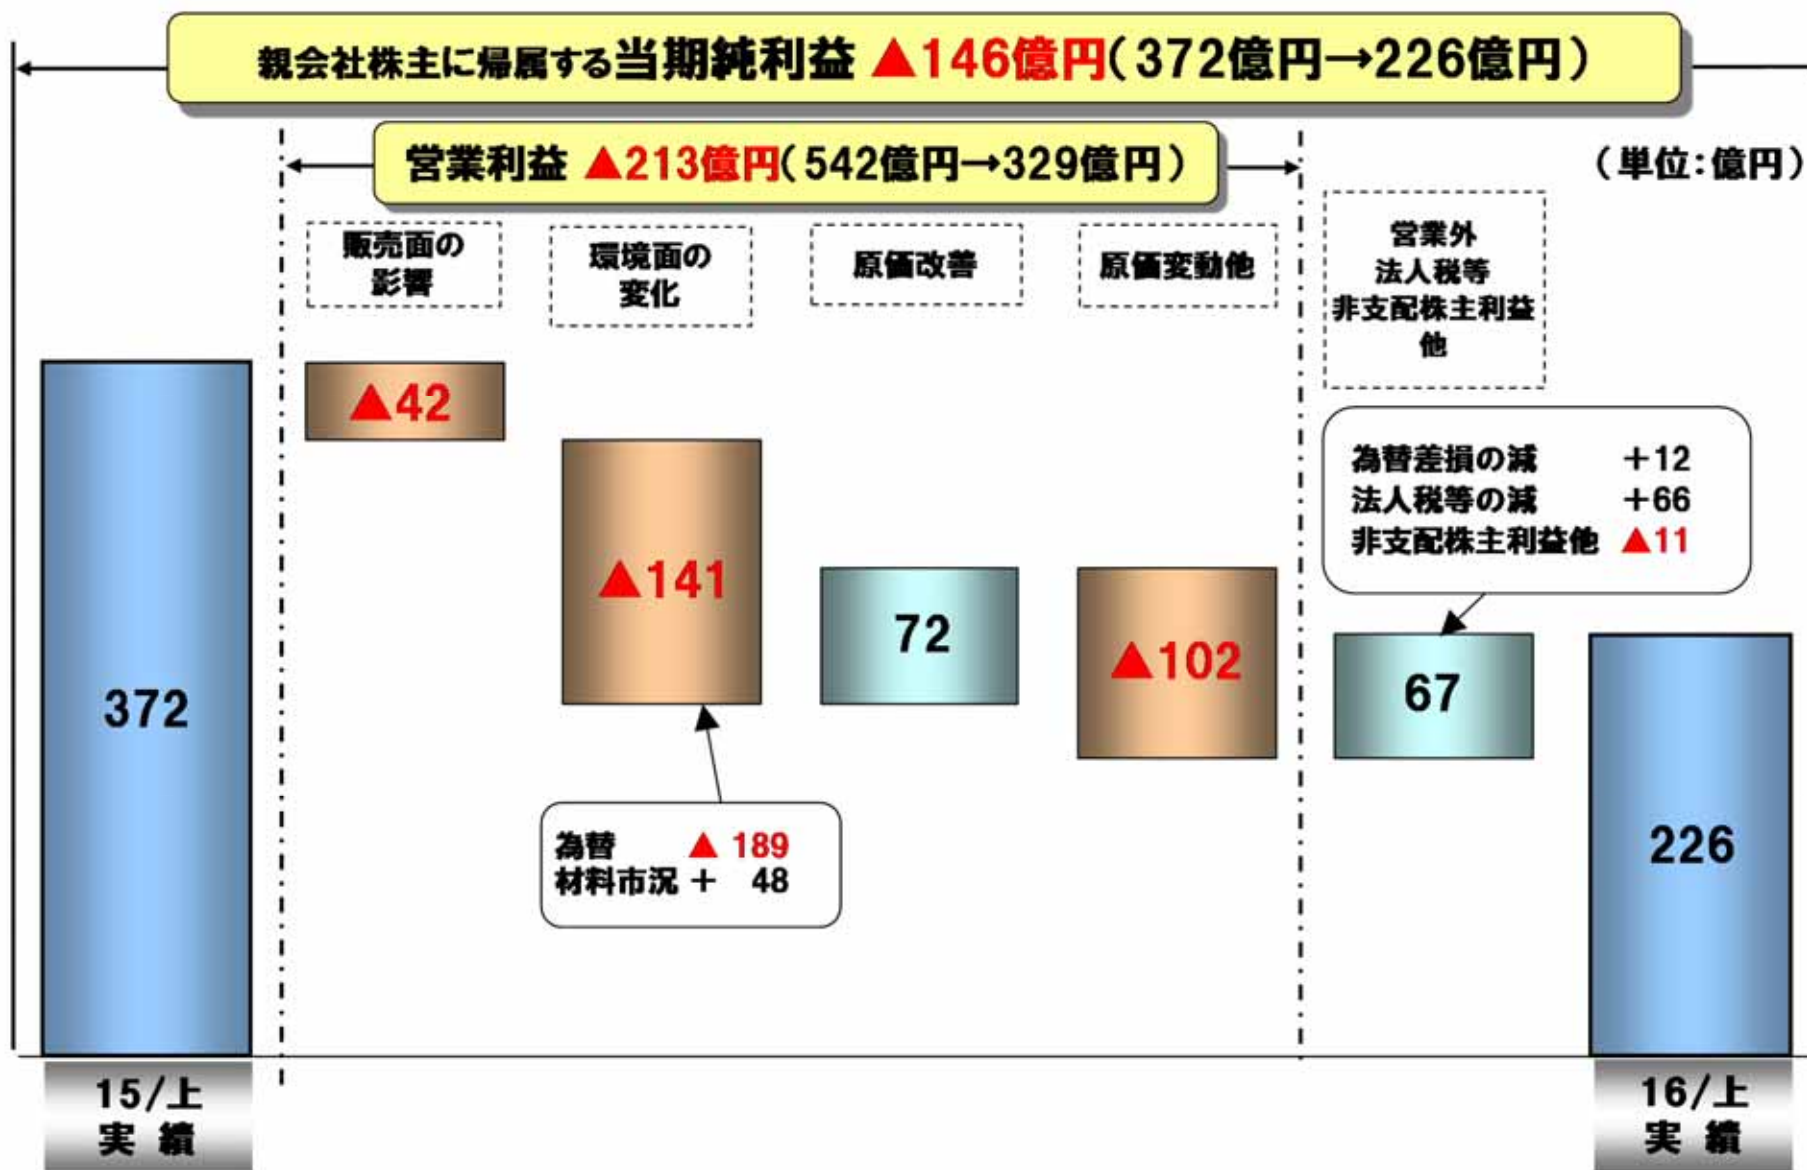 親会社株主に帰属する当期純利益 ▲146億円(372億円→226億円)
営業利益 ▲213億円(542億円→329億円)
(単位:億円)
販売面の
影響
環境面の
変化
原価改善
原価変動他
営業外
法人税等
非支配株主利益
他
▲42
▲141
72
▲102
為替差損の減 +12
法人税等の減 +66
非支配株主利益他 ▲11
67
372
226
為替 ▲ 189
材料市況 + 48
15/上
実 績
16/上
実 績